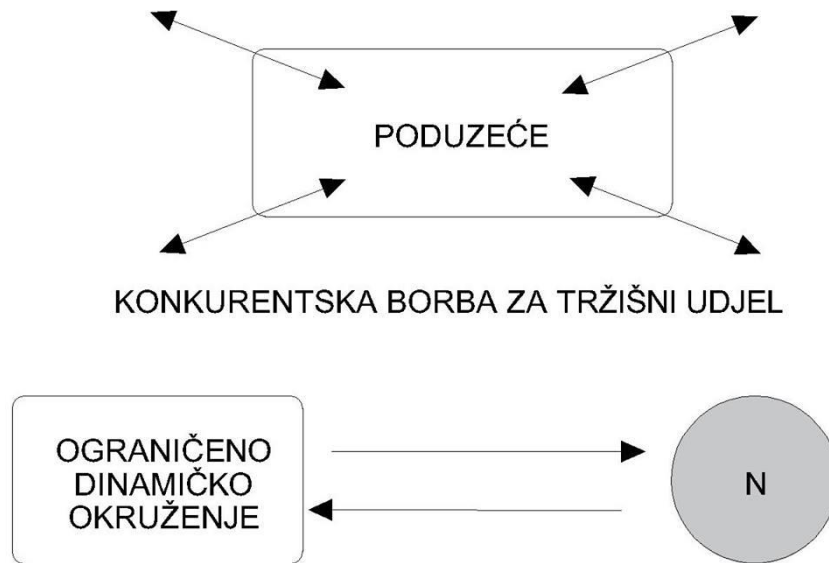 PODUZEĆE
KONKURENTSKA BORBA ZA TRŽIŠNI UDJEL
OGRANIČENO
DINAMIČKO
OKRUŽENJE
N